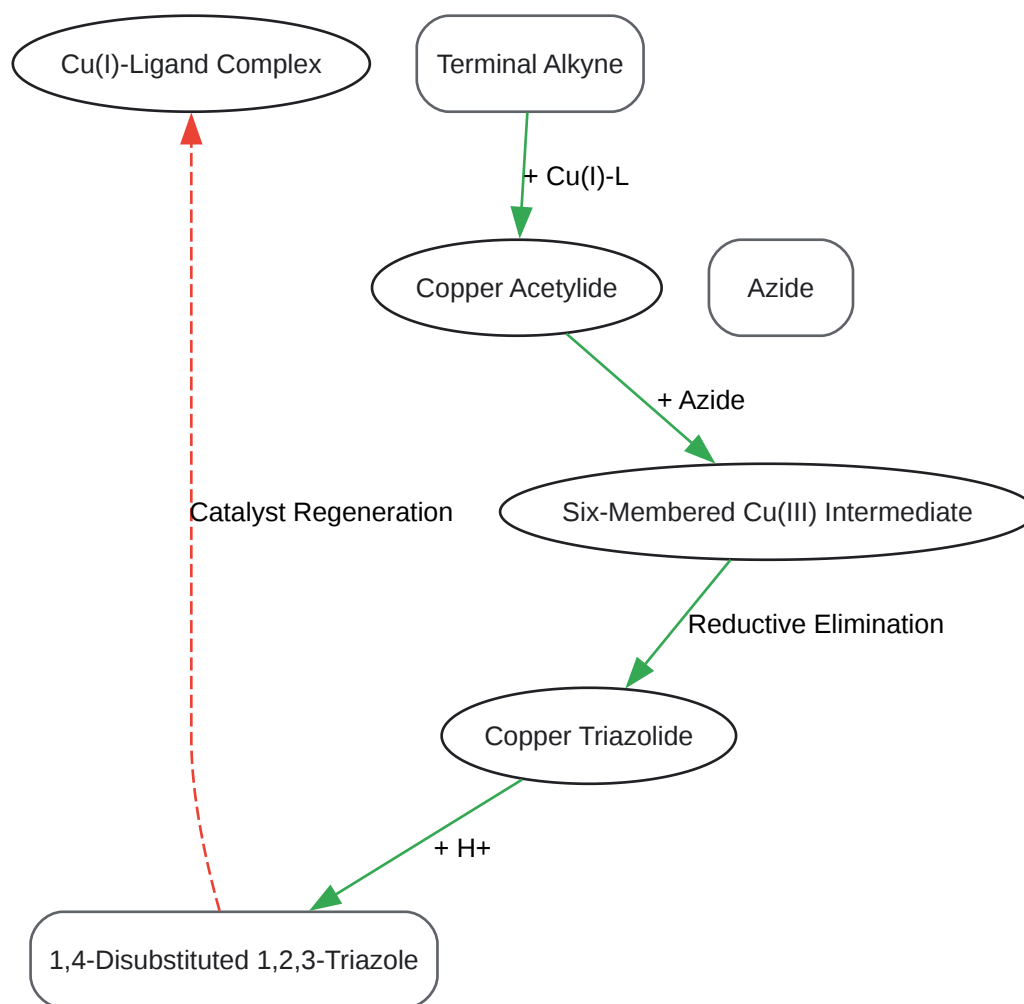 Cu(I)-Ligand Complex
Terminal Alkyne
+ Cu(I)-L
Copper Acetylide
Azide
+ Azide
Catalyst Regeneration
Six-Membered Cu(III) Intermediate
Reductive Elimination
Copper Triazolide
+ H+
1,4-Disubstituted 1,2,3-Triazole